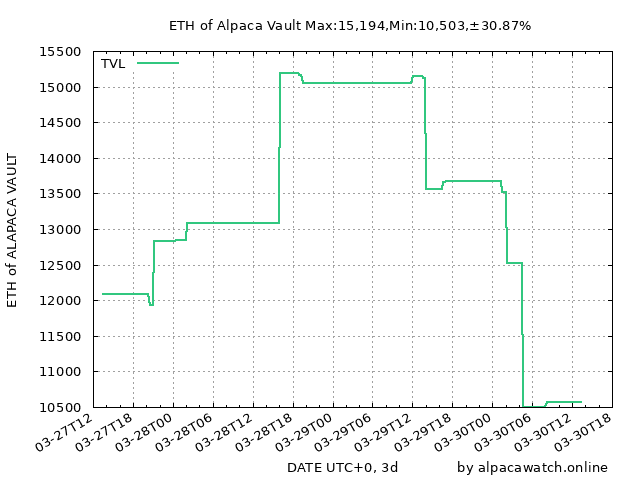 ETH of Alpaca Vault Max:15,194,Min:10,503,±30.87%
TVL
15500
15000
14500
14000
13500
13000
12500
12000
11500
11000
10500
ETH of ALAPACA VAULT
03-27T12
03-27T18
03-28T00
03-28T06
03-28T12
03-28T18
03-29T00
03-29T06
03-29T12
03-29T18
03-30T00
03-30T06
03-30T12
03-30T18
DATE UTC+0, 3d
by alpacawatch.online